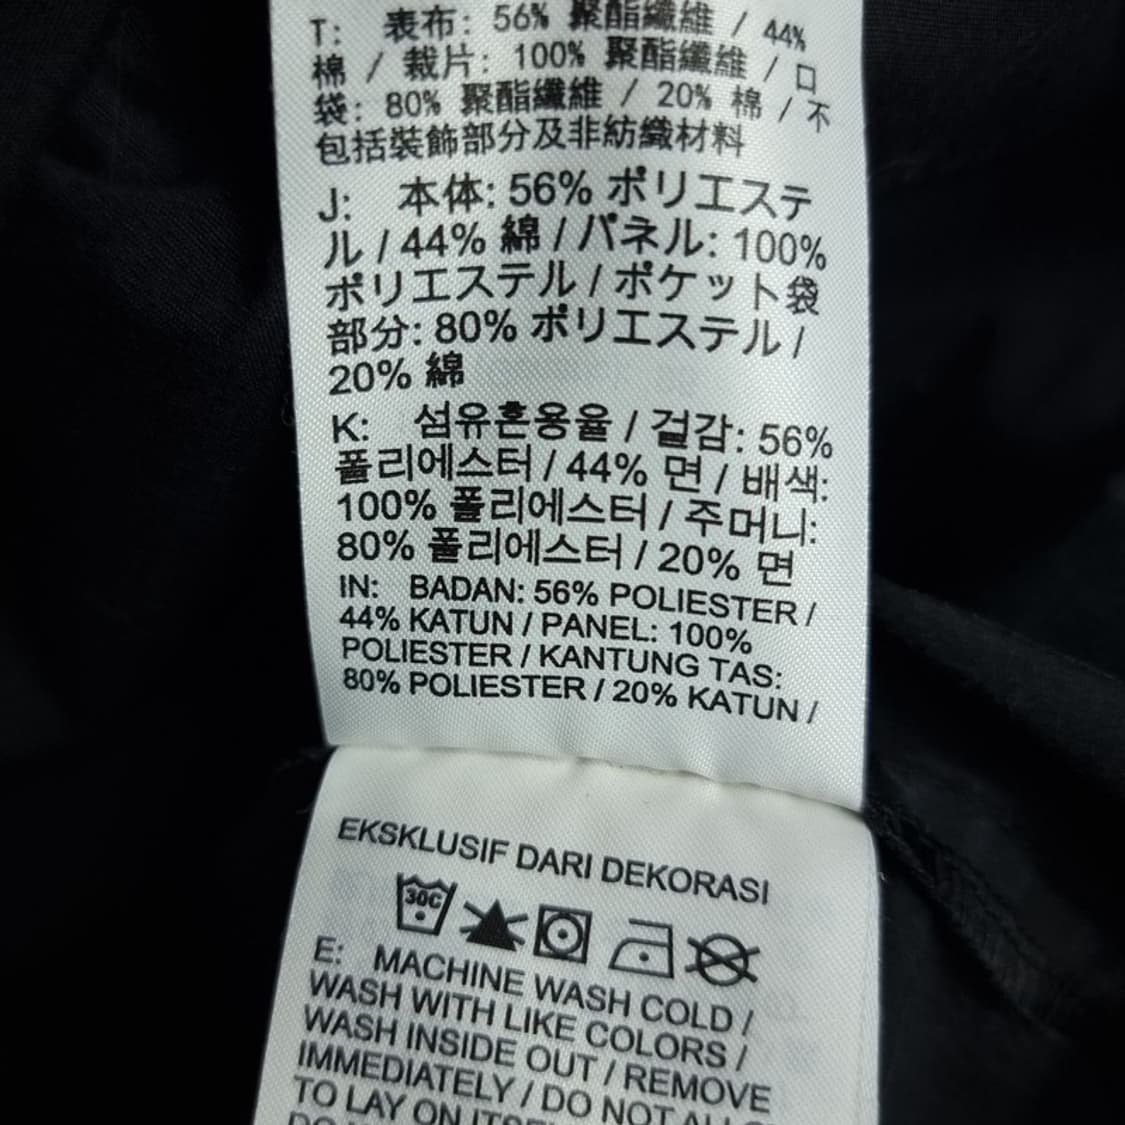 T: 表布: 56% 聚酯纖維 / 44%
棉 / 裁片: 100% 聚酯纖維 / 口
袋: 80% 聚酯纖維 / 20% 棉 / 不
包括裝飾部分及非紡織材料
J: 本体: 56% ポリエステ
ル / 44% 綿 / パネル: 100%
ポリエステル / ポケット袋
部分: 80% ポリエステル /
20% 綿
K: 섬유혼용율 / 겉감: 56%
폴리에스터 / 44% 면 / 배색:
100% 폴리에스터 / 주머니:
80% 폴리에스터 / 20% 면
IN: BADAN: 56% POLIESTER /
44% KATUN / PANEL: 100%
POLIESTER / KANTUNG TAS:
80% POLIESTER / 20% KATUN /
EKSKLUSIF DARI DEKORASI
30C
E: MACHINE WASH COLD /
WASH WITH LIKE COLORS /
WASH INSIDE OUT / REMOVE
IMMEDIATELY / DO NOT
TO LAY ON